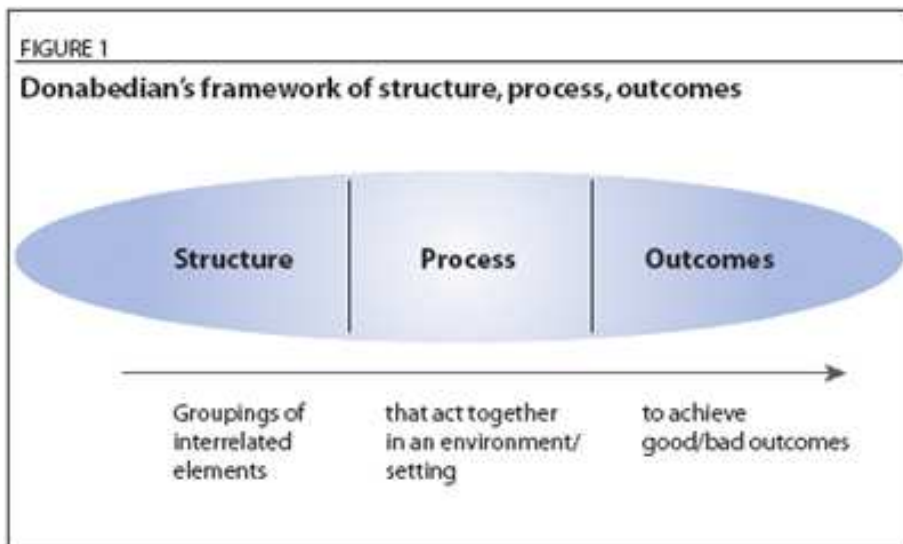 FIGURE 1
Donabedian's framework of structure, process, outcomes
Structure
Process
Outcomes
Groupings of
interrelated
elements
that act together
in an environment/
setting
to achieve
good/bad outcomes